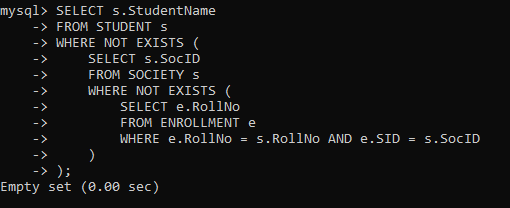 mysql> SELECT s.StudentName
    -> FROM STUDENT s
    -> WHERE NOT EXISTS (
    ->     SELECT s.SocID
    ->     FROM SOCIETY s
    ->     WHERE NOT EXISTS (
    ->         SELECT e.RollNo
    ->         FROM ENROLLMENT e
    ->         WHERE e.RollNo = s.RollNo AND e.SID = s.SocID
    ->     )
    -> );
Empty set (0.00 sec)